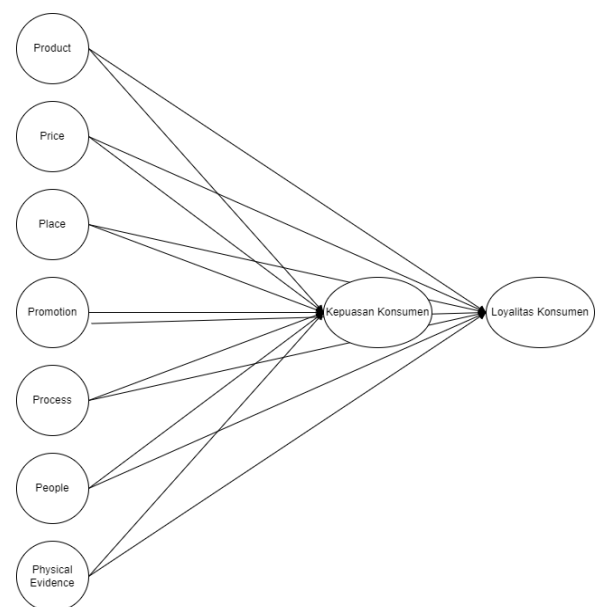 Product
Price
Place
Promotion
Kepuasan Konsumen
Loyalitas Konsumen
Process
People
Physical
Evidence